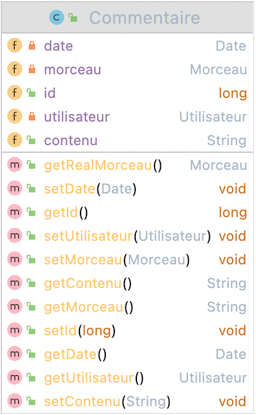 C Commentaire
f date Date
f morceau Morceau
f id long
f utilisateur Utilisateur
f contenu String
m getRealMorceau() Morceau
m setDate(Date) void
m getId() long
m setUtilisateur(Utilisateur) void
m setMorceau(Morceau) void
m getContenu() String
m getMorceau() String
m setId(long) void
m getDate() Date
m getUtilisateur() Utilisateur
m setContenu(String) void